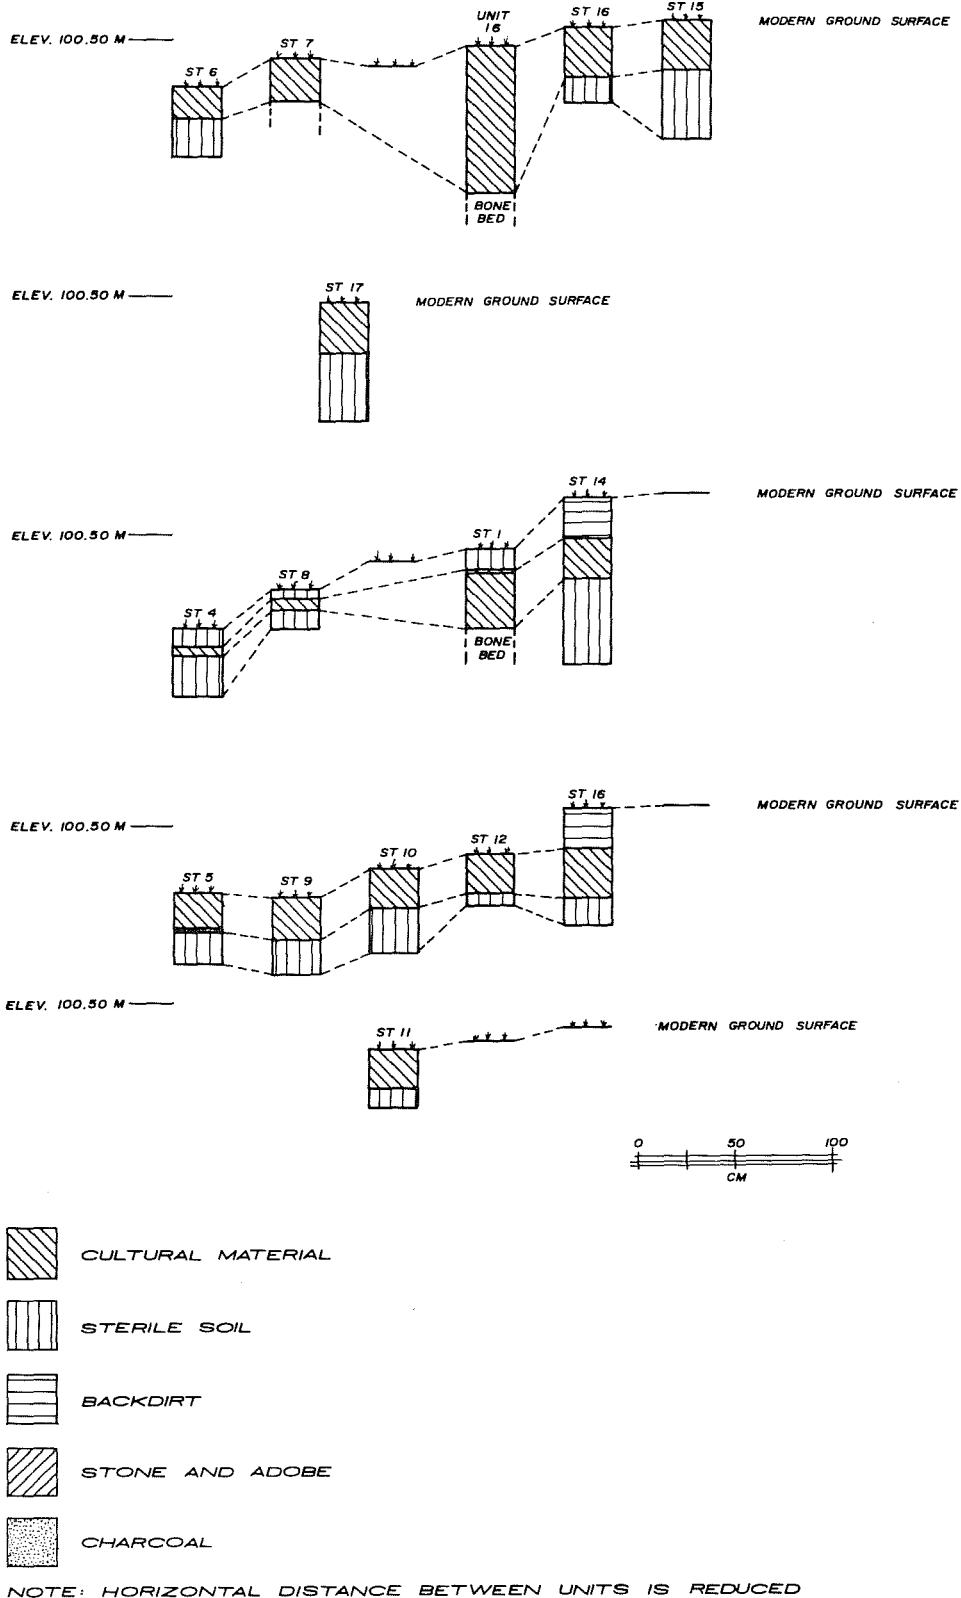 ST 15
UNIT
16
ST 16
MODERN GROUND SURFACE
ELEV. 100.50 M
ST 7
ST 6
BONE
BED
ELEV. 100.50 M
ST 17
MODERN GROUND SURFACE
ST 14
MODERN GROUND SURFACE
ELEV. 100.50 M
ST 1
ST 8
ST 4
BONE
BED
ST 16
MODERN GROUND SURFACE
ELEV. 100.50 M
ST 12
ST 10
ST 5
ST 9
ELEV. 100.50 M
ST 11
MODERN GROUND SURFACE
0 50 100
CM
CULTURAL MATERIAL
STERILE SOIL
BACKDIRT
STONE AND ADOBE
CHARCOAL
NOTE: HORIZONTAL DISTANCE BETWEEN UNITS IS REDUCED